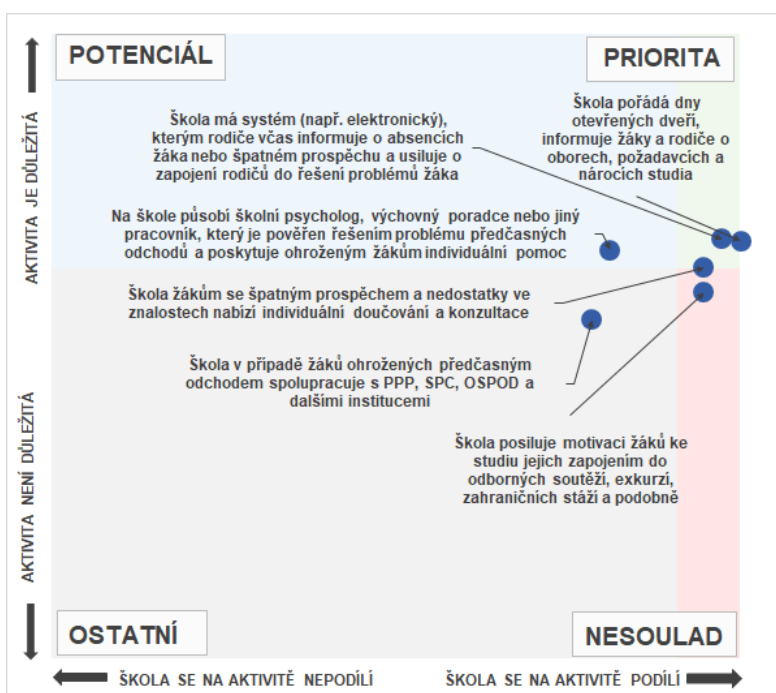 POTENCIÁL
PRIORITA
Škola má systém (např. elektronický),
kterým rodiče včas informuje o absencích
žáka nebo špatném prospěchu a usiluje o
zapojení rodičů do řešení problémů žáka
Škola pořádá dny
otevřených dveří,
informuje žáky a rodiče o
oborech, požadavcích a
nárocích studia
Na škole působí školní psycholog, výchovný poradce nebo jiný
pracovník, který je pověřen řešením problému předčasných
odchodů a poskytuje ohroženým žákům individuální pomoc
Škola žákům se špatným prospěchem a nedostatky ve
znalostech nabízí individuální doučování a konzultace
Škola v případě žáků ohrožených předčasným
odchodem spolupracuje s PPP, SPC, OSPOD a
dalšími institucemi
Škola posiluje motivaci žáků ke
studiu jejich zapojením do
odborných soutěží, exkurzí,
zahraničních stáží a podobně
OSTATNÍ
NESOULAD
AKTIVITA JE DŮLEŽITÁ
AKTIVITA NENÍ DŮLEŽITÁ
ŠKOLA SE NA AKTIVITĚ NEPODÍLÍ
ŠKOLA SE NA AKTIVITĚ PODÍLÍ